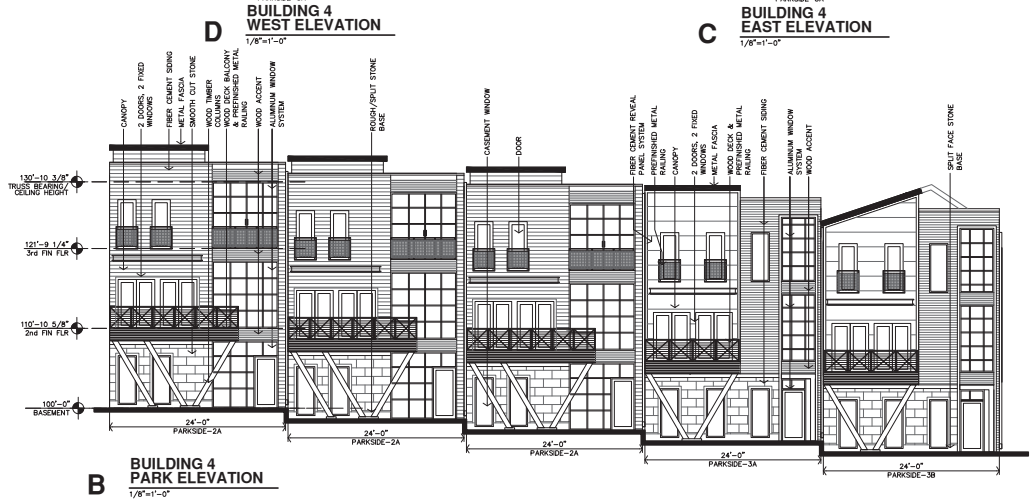 BUILDING 4
D WEST ELEVATION
1/8"=1'-0"
BUILDING 4
C EAST ELEVATION
1/8"=1'-0"
CANOPY
2 DOORS, 2 FIXED
WINDOWS
FIBER CEMENT SIDING
METAL FASCIA
SMOOTH CUT STONE
WOOD TIMBER
COLUMNS
WOOD DECK BALCONY
& PREFINISHED METAL
RAILING
WOOD ACCENT
ALUMINUM WINDOW
SYSTEM
ROUGH/SPLIT STONE
BASE
CASEMENT WINDOW
DOOR
FIBER CEMENT REVEAL
PANEL SYSTEM
PREFINISHED METAL
RAILING
CANOPY
2 DOORS, 2 FIXED
WINDOWS
METAL FASCIA
WOOD DECK &
PREFINISHED METAL
RAILING
FIBER CEMENT SIDING
ALUMINUM WINDOW
SYSTEM
WOOD ACCENT
SPLIT FACE STONE
BASE
130'-10 3/8"
TRUSS BEARING/
CEILING HEIGHT
121'-9 1/4"
3rd FIN FLR
110'-10 5/8"
2nd FIN FLR
100'-0"
BASEMENT
24'-0"
PARKSIDE-2A
24'-0"
PARKSIDE-2A
24'-0"
PARKSIDE-2A
24'-0"
PARKSIDE-3A
24'-0"
PARKSIDE-3B
BUILDING 4
B PARK ELEVATION
1/8"=1'-0"